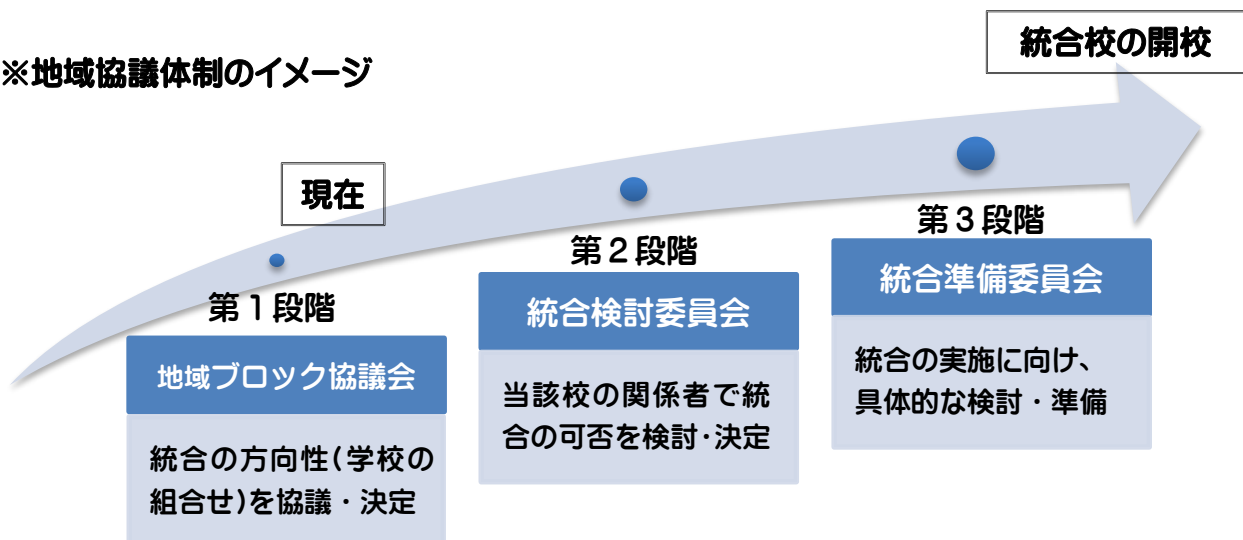 統合校の開校
※地域協議体制のイメージ
現在
第1段階
地域ブロック協議会
統合の方向性(学校の
組合せ)を協議・決定
第2段階
統合検討委員会
当該校の関係者で統
合の可否を検討・決定
第3段階
統合準備委員会
統合の実施に向け、
具体的な検討・準備